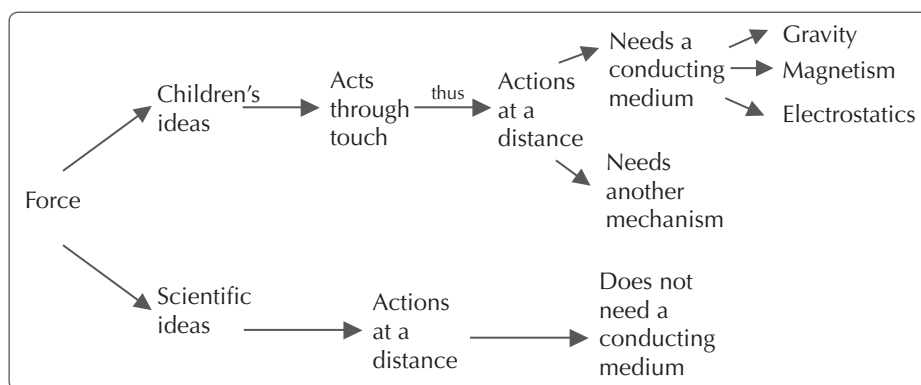 Force
Children's
ideas
Acts
through
touch
thus
Actions
at a
distance
Needs a
conducting
medium
Gravity
Magnetism
Electrostatics
Needs
another
mechanism
Scientific
ideas
Actions
at a
distance
Does not
need a
conducting
medium